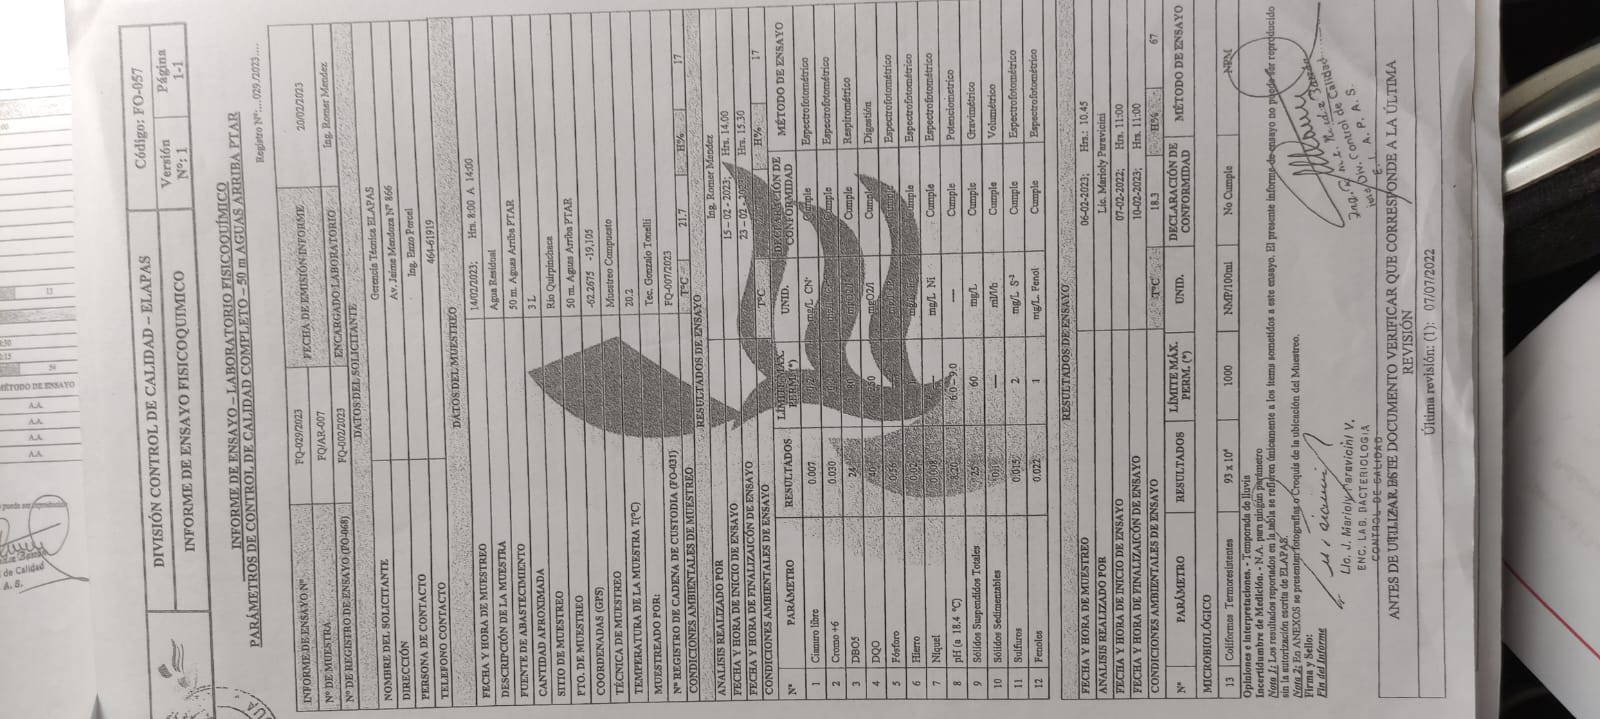 MÉTODO DE ENSAYO
A.A.
A.A.
A.A.
A.A.
de Calidad
A. S.
DIVISIÓN CONTROL DE CALIDAD – ELAPAS
Código: FO-057
INFORME DE ENSAYO FISICOQUIMICO
Versión Nº: 1
Página 1-1
INFORME DE ENSAYO – LABORATORIO FISICOQUÍMICO
PARÁMETROS DE CONTROL DE CALIDAD COMPLETO – 50 m AGUAS ARRIBA PTAR
Registro Nº:...029/2023....
INFORME DE ENSAYO Nº FQ-029/2023 FECHA DE EMISIÓN INFORME 20/02/2023
Nº DE MUESTRA FQ/AR-007
Nº DE REGISTRO DE ENSAYO (FO-068) FQ-002/2023 ENCARGADO LABORATORIO Ing. Romer Mendez
DATOS DEL SOLICITANTE
NOMBRE DEL SOLICITANTE Gerencia Técnica ELAPAS
DIRECCIÓN Av. Jaime Mendoza Nº 866
PERSONA DE CONTACTO Ing. Enzo Porcel
TELEFONO CONTACTO 464-61919
DATOS DEL MUESTREO
FECHA Y HORA DE MUESTREO 14/02/2023; Hrs. 8:00 A 14:00
DESCRIPCIÓN DE LA MUESTRA Agua Residual
FUENTE DE ABASTECIMIENTO 50 m. Aguas Arriba PTAR
CANTIDAD APROXIMADA 3 L
SITIO DE MUESTREO Rio Quirpinchaca
PTO. DE MUESTREO 50 m. Aguas Arriba PTAR
COORDENADAS (GPS) -62.2675 -19,105
TÉCNICA DE MUESTREO Muestreo Compuesto
TEMPERATURA DE LA MUESTRA T(ºC) 20.2
MUESTREADO POR: Tec. Gonzalo Tonelli
Nº REGISTRO DE CADENA DE CUSTODIA (FO-031) FQ-007/2023
CONDICIONES AMBIENTALES DE MUESTREO TºC 21.7 H% 17
RESULTADOS DE ENSAYO
ANALISIS REALIZADO POR Ing. Romer Mendez
FECHA Y HORA DE INICIO DE ENSAYO 15 – 02 - 2023; Hrs. 14.00
FECHA Y HORA DE FINALIZAICÓN DE ENSAYO 23 – 02 - Hrs. 15.30
CONDICIONES AMBIENTALES DE ENSAYO TºC H% 17
Nº PARÁMETRO RESULTADOS LÍMITE MÁX. PERM. (*) UNID. DECLARACIÓN DE CONFORMIDAD MÉTODO DE ENSAYO
1 Cianuro libre 0.007 mg/L CN- Cumple Espectrofotométrico
2 Cromo +6 0.030 Cumple Espectrofotométrico
3 DBO5 24 80 Cumple Respirométrico
4 DQO 40 250 mgO2/l Cumple Digestión
5 Fósforo 0.56 Cumple Espectrofotométrico
6 Hierro 0.02 Cumple Espectrofotométrico
7 Níquel 0.008 — mg/L Ni Cumple Espectrofotométrico
8 pH (a 18.4 ºC) 8.20 6.0 – 9.0 — Cumple Potenciometrico
9 Sólidos Suspendidos Totales 25 60 mg/L Cumple Gravimétrico
10 Sólidos Sedimentables — ml/l/h Cumple Volumétrico
11 Sulfuros 0.015 2 mg/L S-2 Cumple Espectrofotométrico
12 Fenoles 0.022 1 mg/L. Fenol Cumple Espectrofotométrico
RESULTADOS DE ENSAYO
FECHA Y HORA DE MUESTREO 06-02-2023; Hrs.: 10.45
ANALISIS REALIZADO POR Lic. Marioly Paravicini
FECHA Y HORA DE INICIO DE ENSAYO 07-02-2022; Hrs. 11:00
FECHA Y HORA DE FINALIZAICÓN DE ENSAYO 10-02-2023; Hrs. 11:00
CONDICIONES AMBIENTALES DE ENSAYO TºC 18.3 H% 67
Nº PARÁMETRO RESULTADOS LÍMITE MÁX. PERM. (*) UNID. DECLARACIÓN DE CONFORMIDAD MÉTODO DE ENSAYO
MICROBIOLÓGICO
13 Coliformes Termoresistentes 93 x 10⁴ 1000 NMP/100ml No Cumple NPM
Opiniones e Interpretaciones. - Temporada de lluvia
Incertidumbre de Medición. - N.A. para ningún parámetro
Nota 1: Los resultados reportados en la tabla se refieren únicamente a los ítems sometidos a este ensayo. El presente informe de ensayo no puede ser reproducido
sin la autorización escrita de ELAPAS.
Nota 2: En ANEXOS se presentan fotografías o Croquis de la ubicación del Muestreo.
Firma y Sello:
Fin del Informe
Lic. J. Marioly Paravicini V.
ENC. LAB. BACTERIOLOGIA
CONTROL DE CALIDAD
Div. Control de Calidad
E. L. A. P. A. S.
ANTES DE UTILIZAR ESTE DOCUMENTO VERIFICAR QUE CORRESPONDE A LA ÚLTIMA
REVISIÓN
Última revisión: (1): 07/07/2022